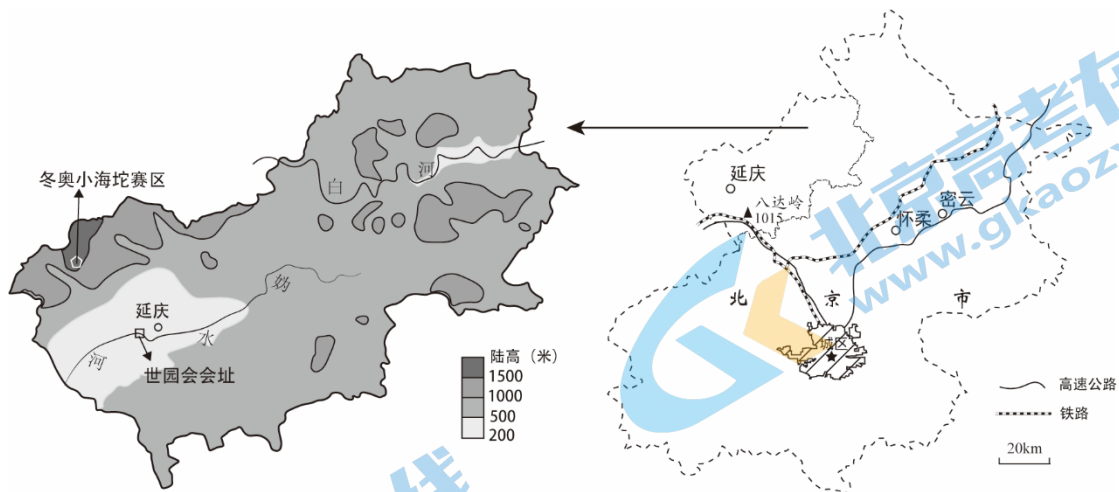 冬奥小海坨赛区
白
河
延庆
妫
水
河
世园会会址
陆高(米)
1500
1000
500
200
延庆
八达岭
1015
怀柔
密云
北
京
市
城区
高速公路
铁路
20km
北京高考在
www.gkaozx
线